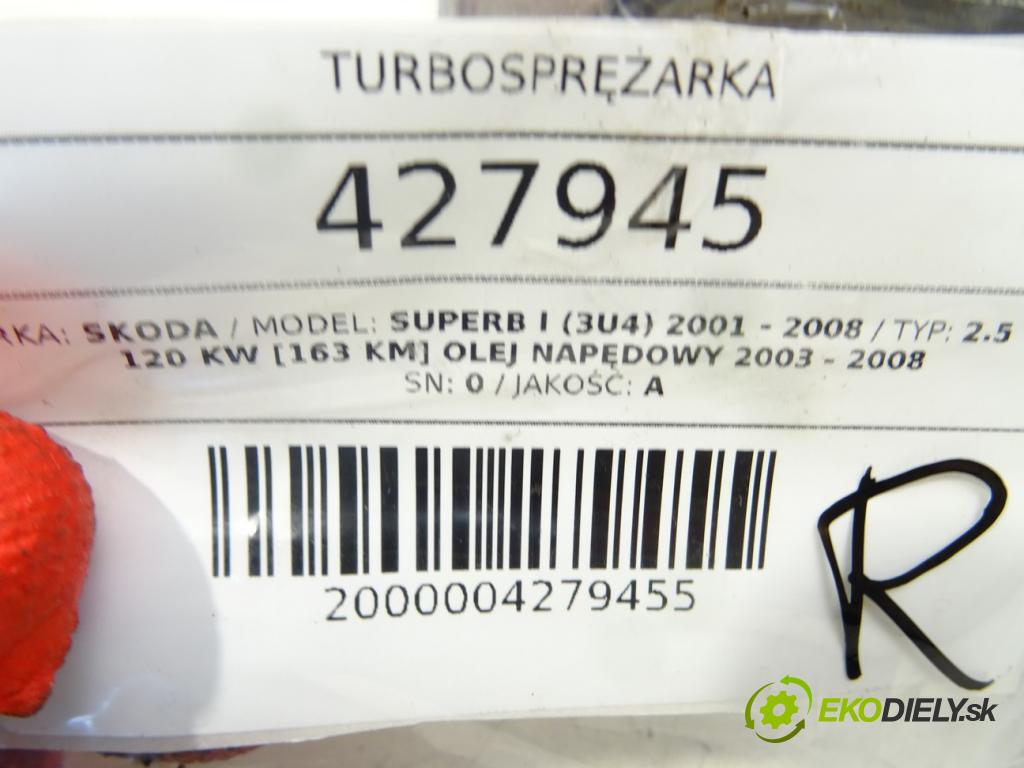 TURBOSPRĘŻARKA
427945
RKA: SKODA / MODEL: SUPERB I (3U4) 2001 - 2008 / TYP: 2.5
120 KW [163 KM] OLEJ NAPĘDOWY 2003 - 2008
SN: 0 / JAKOŚĆ: A
2000004279455
R
EKODIELY.sk